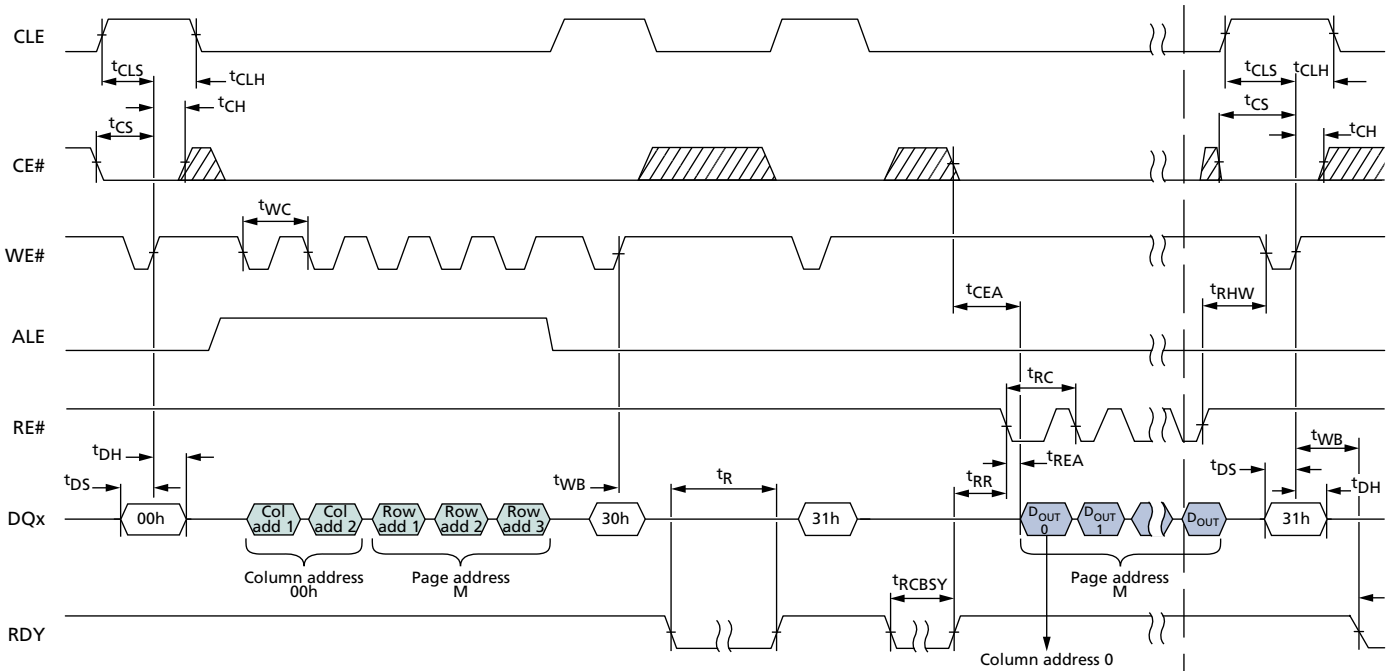 CLE
tCLS
tCLH
tCLS
tCLH
tCH
tCS
tCS
tCH
CE#
tWC
WE#
tCEA
tRHW
ALE
tRC
RE#
tDH
tREA
tWB
tDS
tWB
tR
tRR
tDS
tDH
DQx
00h
Col add 1
Col add 2
Row add 1
Row add 2
Row add 3
30h
31h
DOUT 0
DOUT 1
DOUT
31h
Column address 00h
Page address M
tRCBSY
Page address M
RDY
Column address 0